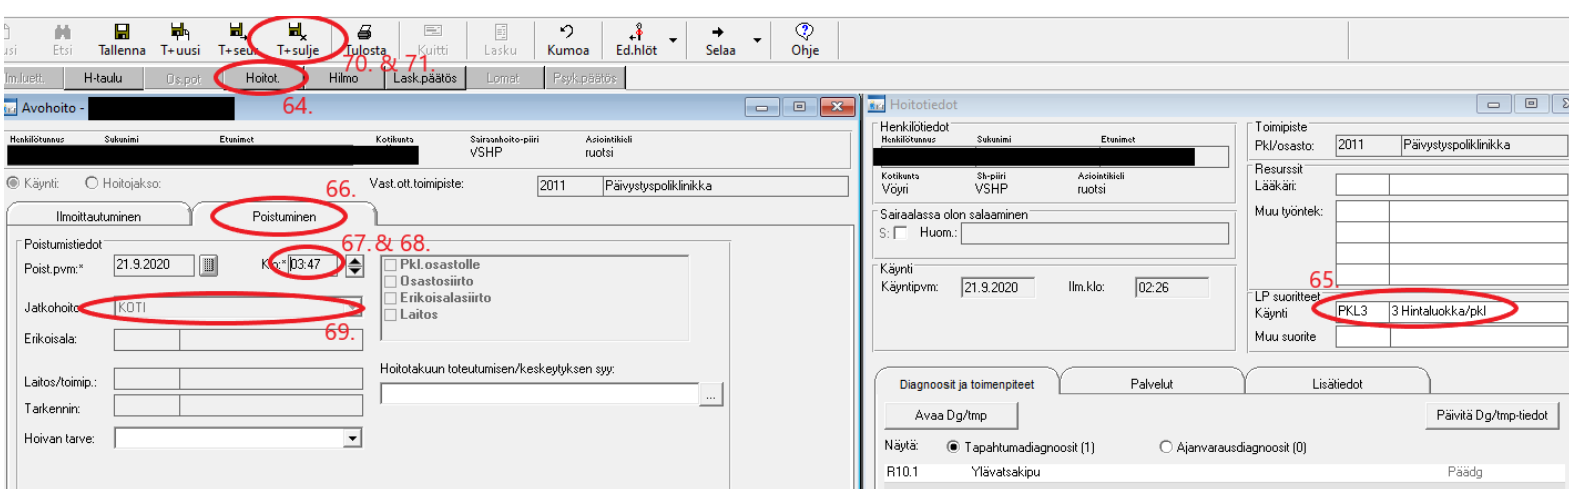 Etsi Tallenna T+uusi T+seur T+sulje Tulosta Kuitti Lasku Kumoa Ed.hlöt Selaa Ohje
70. & 71.
H-taulu Os.pot Hoitot. Hilmo Lask.päätös Lomat Psyk.päätös
64.
Avohoito -
Henkilötunnus Sukunimi Etunimet Kotikunta Sairaanhoito-piiri Asiointikieli
VSHP ruotsi
Käynti: Hoitojakso: 66. Vast.ott.toimipiste: 2011 Päivystyspoliklinikka
Ilmoittautuminen Poistuminen
67. & 68.
Poistumistiedot
Poist.pvm:* 21.9.2020 03:47
Pkl.osastolle
Osastosiirto
Erikoisalasiirto
Laitos
Jatkohoito KOTI
69.
Erikoisala:
Laitos/toimip.:
Tarkennin:
Hoivan tarve:
Hoitotakuun toteutumisen/keskeytyksen syy:
...
Hoitotiedot
Henkilötiedot
Henkilötunnus Sukunimi Etunimet
Kotikunta Sh-piiri Asiointikieli
Vöyri VSHP ruotsi
Sairaalassa olon salaaminen
S: Huom.:
Käynti
Käyntipvm: 21.9.2020 Ilm.klo: 02:26
Toimipiste
Pkl/osasto: 2011 Päivystyspoliklinikka
Resurssit
Lääkäri:
Muu työntek:
65.
LP suoritteet
Käynti PKL3 3 Hintaluokka/pkl
Muu suorite
Diagnoosit ja toimenpiteet Palvelut Lisätiedot
Avaa Dg/tmp Päivitä Dg/tmp-tiedot
Näytä: Tapahtumadiagnoosit (1) Ajanvarausdiagnoosit (0)
R10.1 Ylävatsakipu Päädg